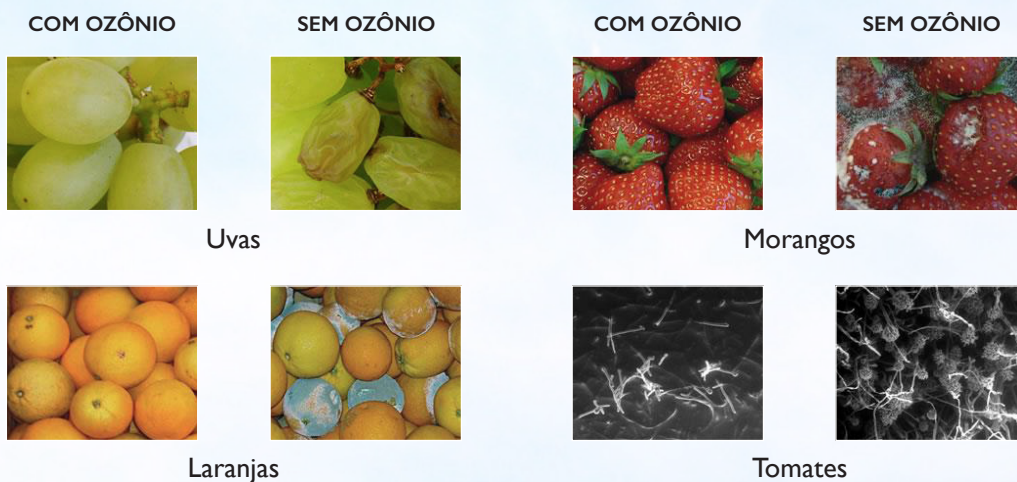 COM OZÔNIO SEM OZÔNIO COM OZÔNIO SEM OZÔNIO
Uvas Morangos
Laranjas Tomates